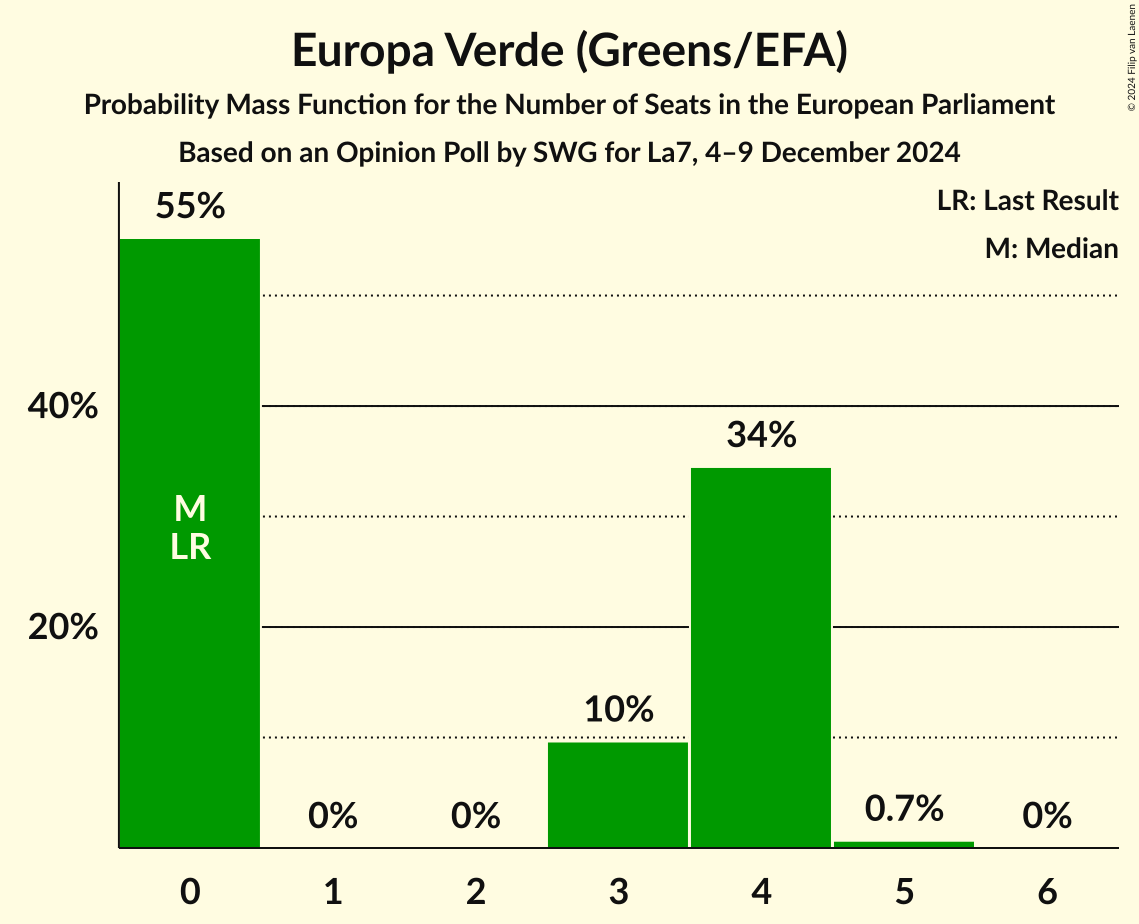 Europa Verde (Greens/EFA)
Probability Mass Function for the Number of Seats in the European Parliament
Based on an Opinion Poll by SWG for La7, 4–9 December 2024
© 2024 Filip van Laenen
LR: Last Result
M: Median
55%
40%
34%
M
LR
20%
10%
0%
0%
0.7%
0%
0 1 2 3 4 5 6